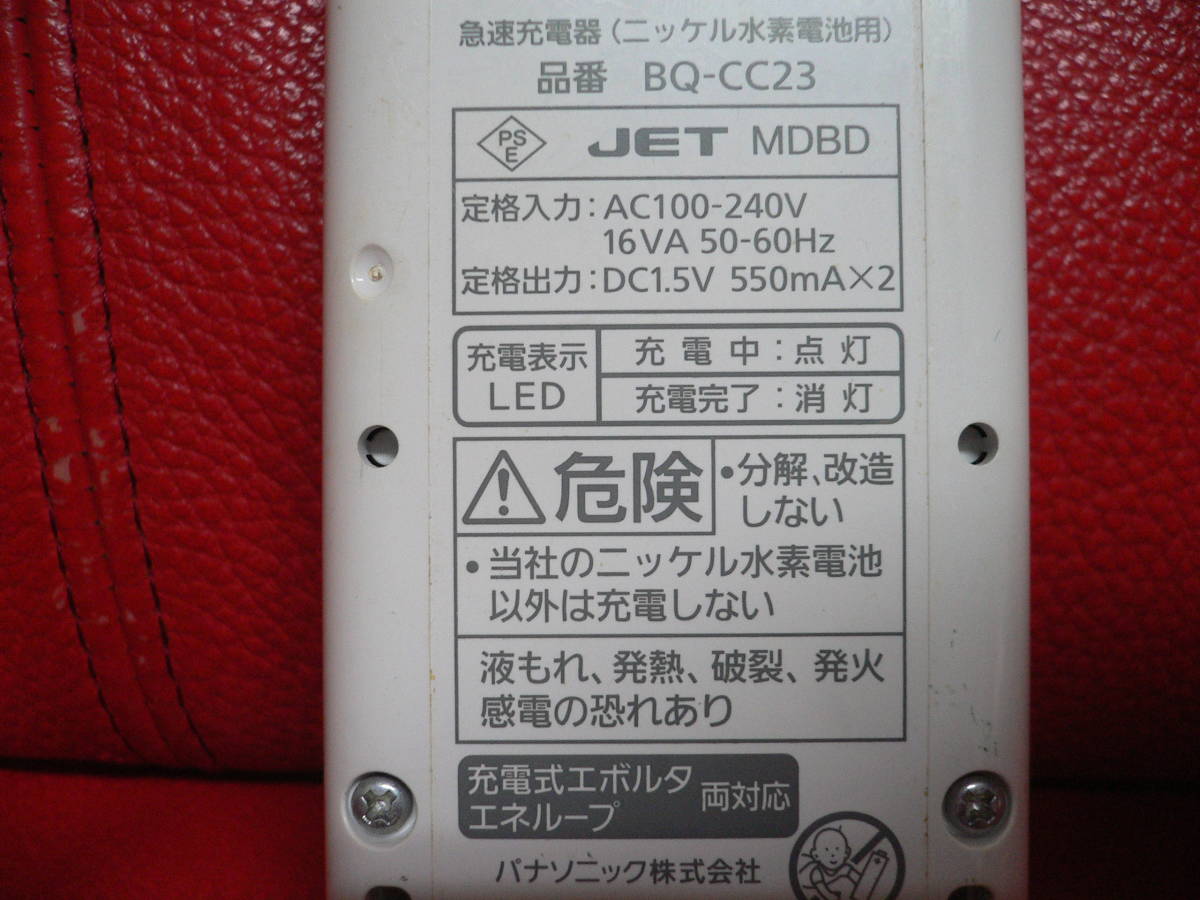 急速充電器(ニッケル水素電池用)
品番 BQ-CC23
PS
E
JET MDBD
定格入力:AC100-240V
16VA 50-60Hz
定格出力:DC1.5V 550mA×2
充電表示
LED
充電中:点灯
充電完了:消灯
危険
・分解、改造
しない
・当社のニッケル水素電池
以外は充電しない
液もれ、発熱、破裂、発火
感電の恐れあり
充電式エボルタ
エネループ
両対応
パナソニック株式会社